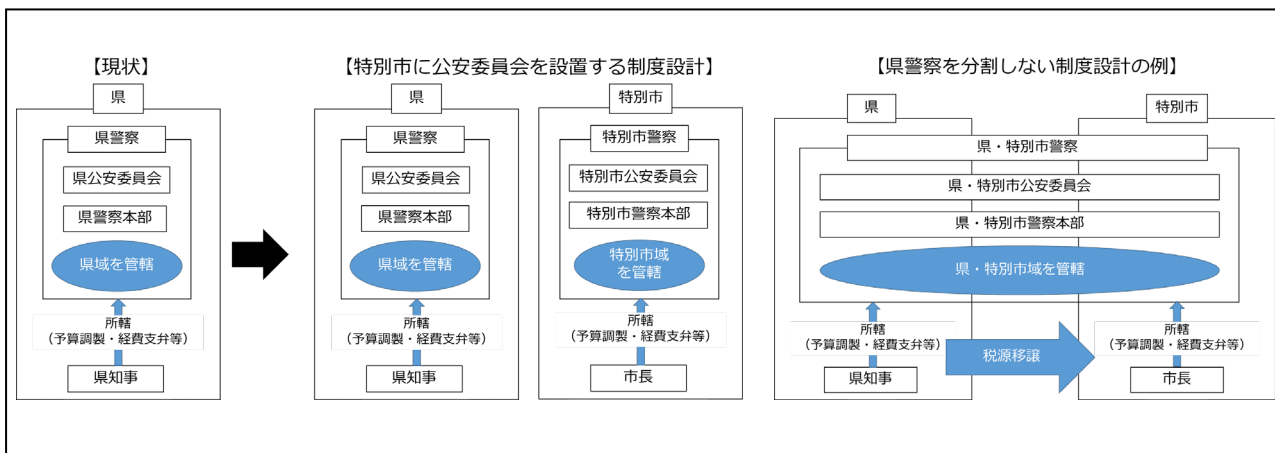 【現状】
県
県警察
県公安委員会
県警察本部
県域を管轄
所轄
（予算調製・経費支弁等）
県知事
【特別市に公安委員会を設置する制度設計】
県
県警察
県公安委員会
県警察本部
県域を管轄
所轄
（予算調製・経費支弁等）
県知事
特別市
特別市警察
特別市公安委員会
特別市警察本部
特別市域
を管轄
所轄
（予算調製・経費支弁等）
市長
【県警察を分割しない制度設計の例】
県
特別市
県・特別市警察
県・特別市公安委員会
県・特別市警察本部
県・特別市域を管轄
所轄
（予算調製・経費支弁等）
県知事
税源移譲
所轄
（予算調製・経費支弁等）
市長